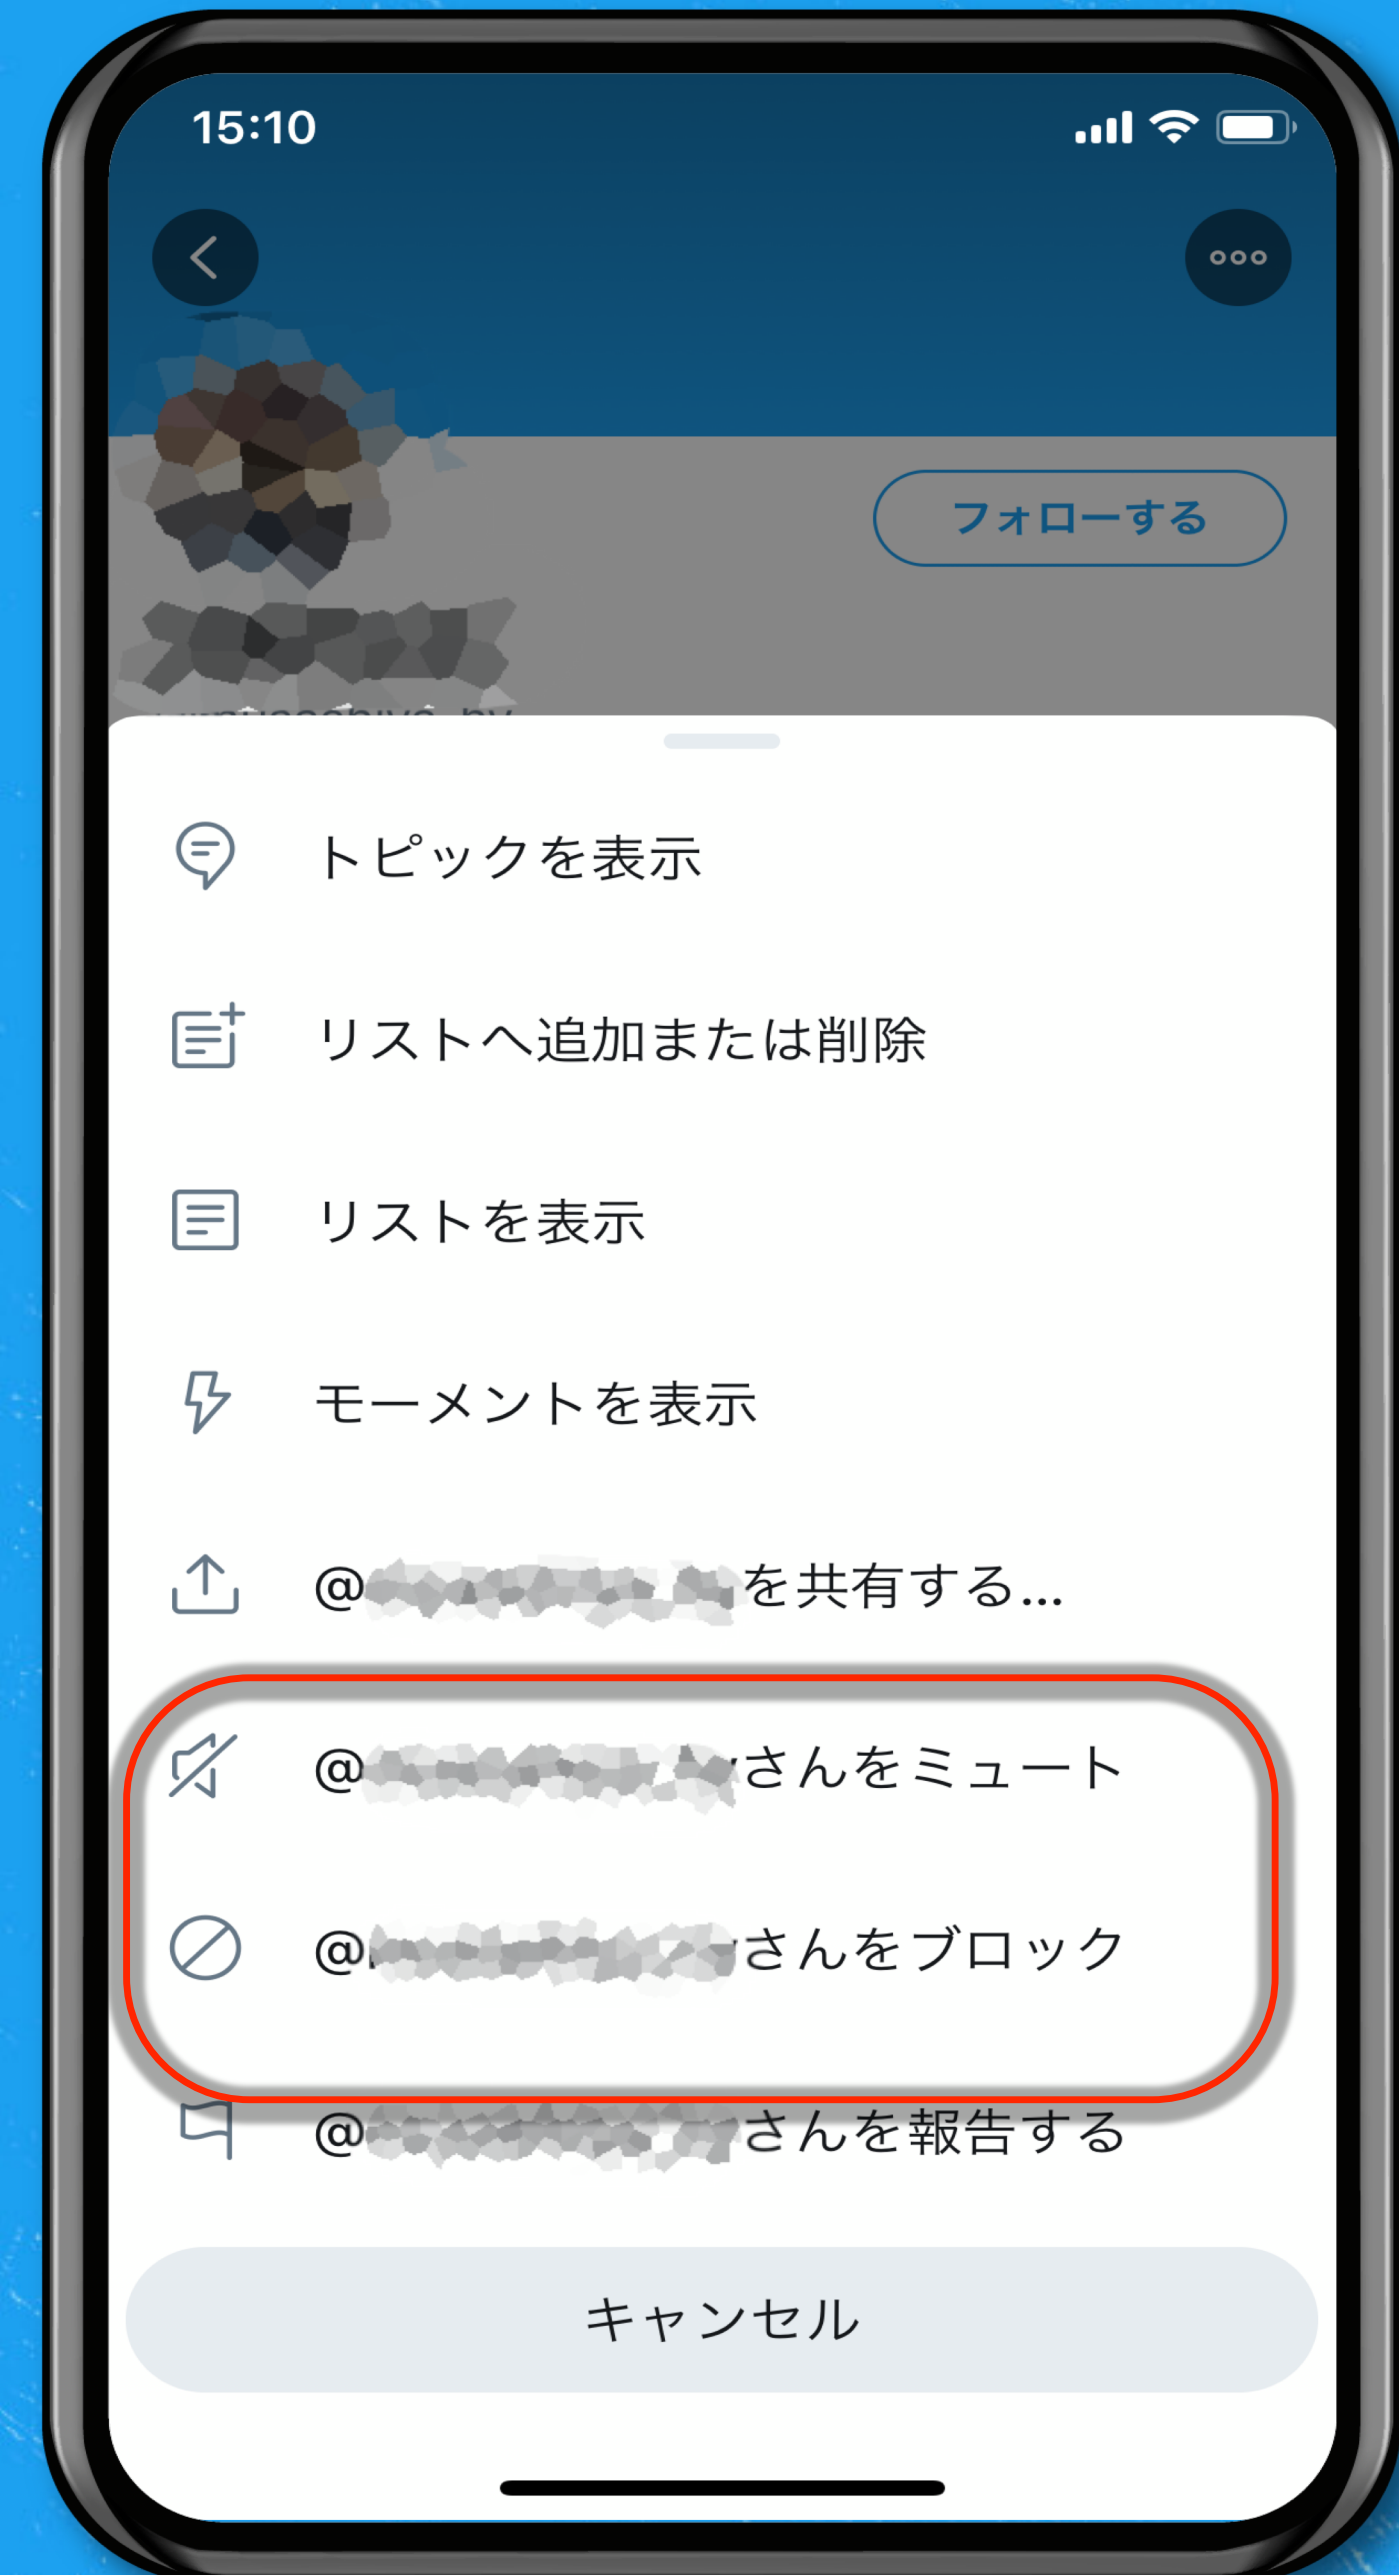 15:10
フォローする
トピックを表示
リストへ追加または削除
リストを表示
モーメントを表示
@を共有する...
@さんをミュート
@さんをブロック
@さんを報告する
キャンセル